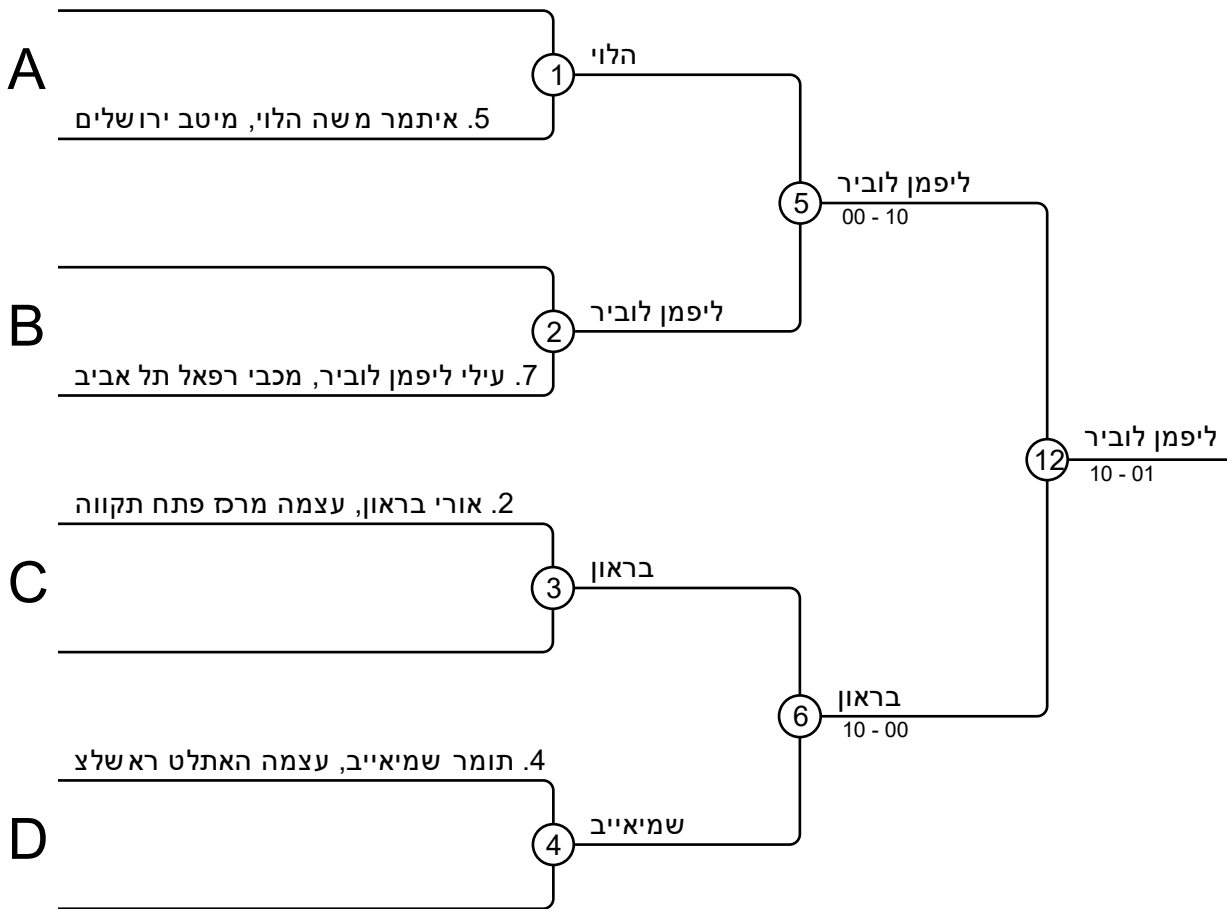 A
1
הלוי
5. איתמר משה הלוי, מיטב ירושלים
5
ליפמן לוביר
00 - 10
B
2
ליפמן לוביר
7. עילי ליפמן לוביר, מכבי רפאל תל אביב
12
ליפמן לוביר
10 - 01
2. אורי בראון, עצמה מרכז פתח תקווה
C
3
בראון
6
בראון
10 - 00
4. תומר שמיאייב, עצמה האתלט ראשלצ
D
4
שמיאייב